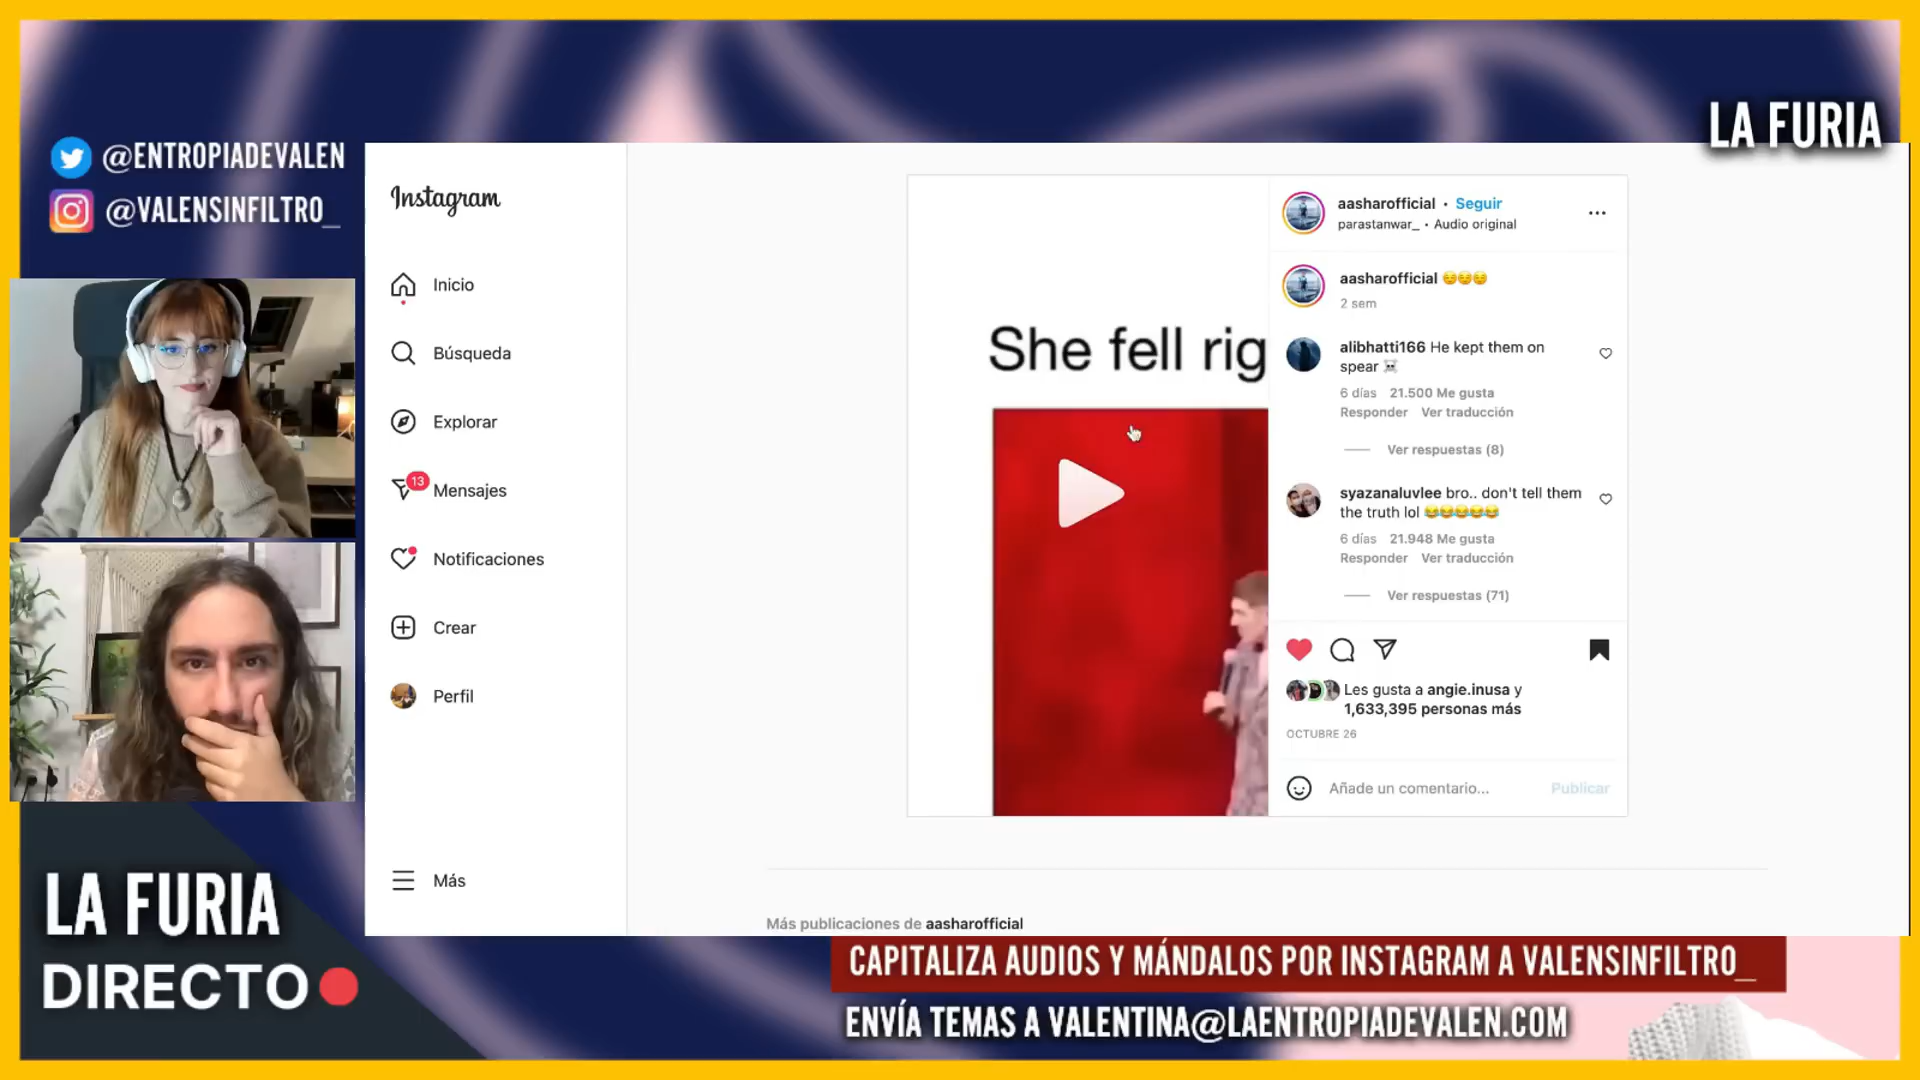 LA FURIA
@ENTROPIADEVALEN
@VALENSINFILTRO_
Instagram
Inicio
Búsqueda
Explorar
13
Mensajes
Notificaciones
Crear
Perfil
Más
She fell rig
aasharofficial • Seguir
parastanwar_ • Audio original
aasharofficial 😏😏😏
2 sem
alibhatti166 He kept them on
spear ☠️
6 días 21.500 Me gusta
Responder Ver traducción
Ver respuestas (8)
syazanaluvlee bro.. don't tell them
the truth lol 😂😂😂😂😂
6 días 21.948 Me gusta
Responder Ver traducción
Ver respuestas (71)
Les gusta a angie.inusa y
1,633,395 personas más
OCTUBRE 26
Añade un comentario... Publicar
Más publicaciones de aasharofficial
LA FURIA
DIRECTO
CAPITALIZA AUDIOS Y MÁNDALOS POR INSTAGRAM A VALENSINFILTRO_
ENVÍA TEMAS A VALENTINA@LAENTROPIADEVALEN.COM